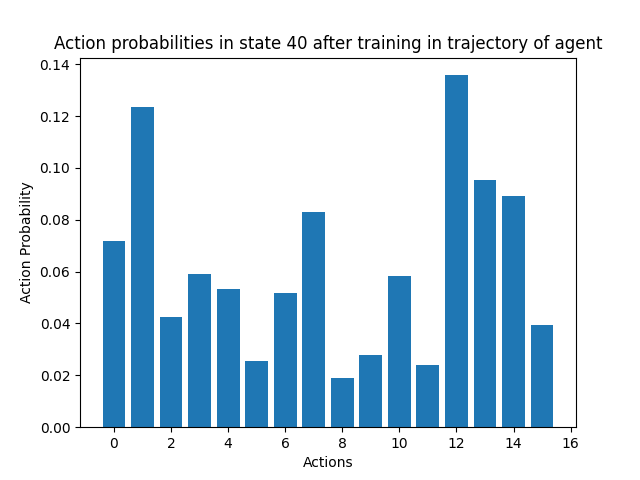 Action probabilities in state 40 after training in trajectory of agent
0.14
0.12
0.10
0.08
0.06
0.04
0.02
0.00
Action Probability
0 2 4 6 8 10 12 14 16
Actions